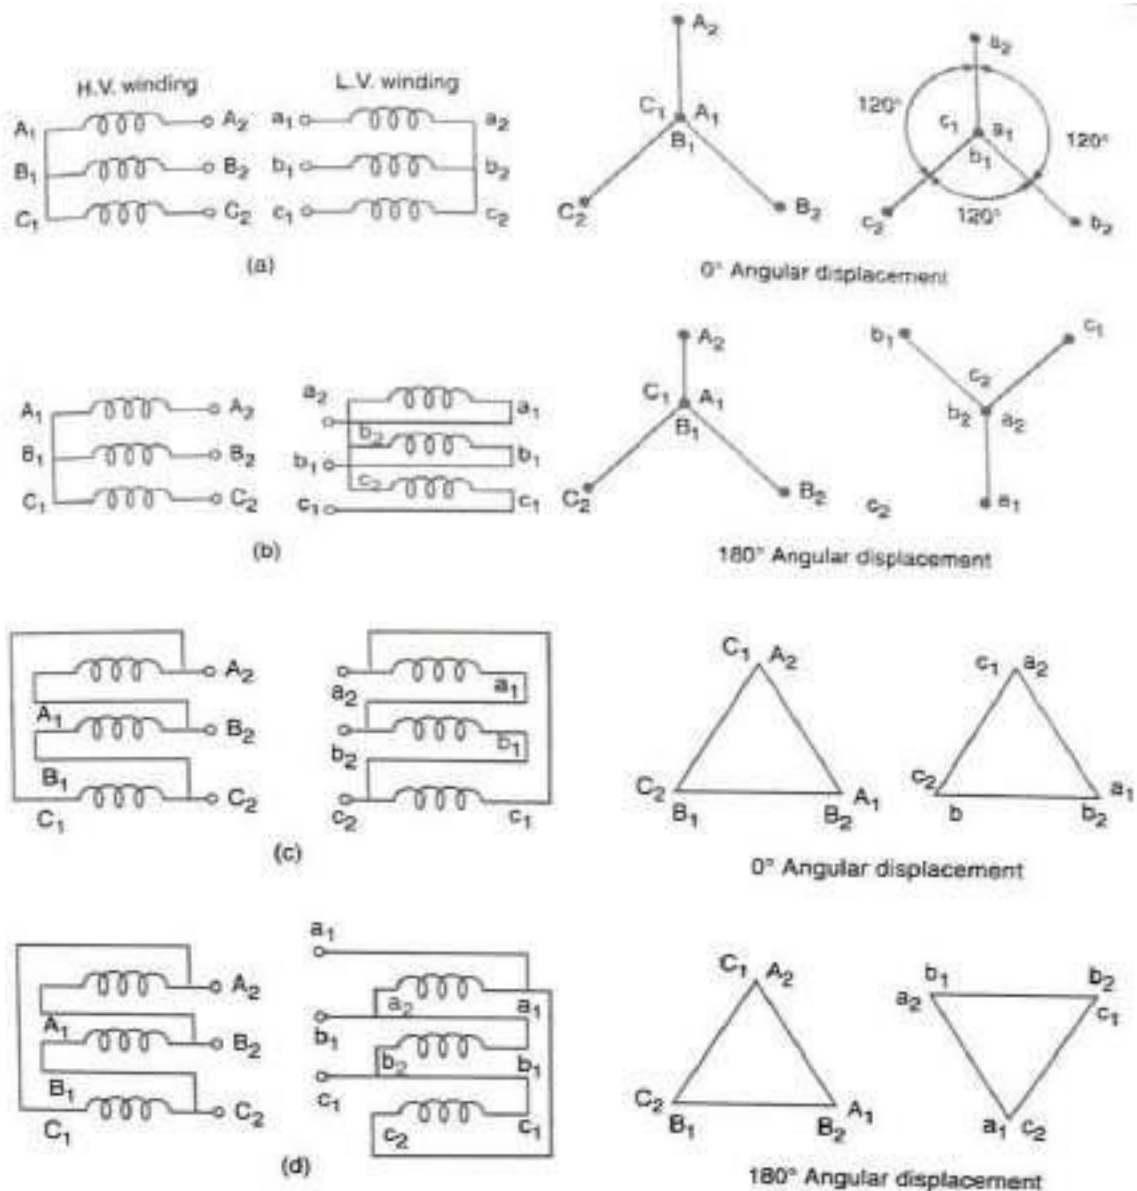 H.V. winding
L.V. winding
A₁ A₂ a₁ a₂
B₁ B₂ b₁ b₂
C₁ C₂ c₁ c₂
(a)
A₂
C₁ A₁
B₁
C₂ B₂
a₂
120° 120°
c₁ a₁
b₁
120°
c₂ b₂
0° Angular displacement
A₁ A₂
B₁ B₂
C₁ C₂
a₂ a₁
b₂
b₁ b₁
c₂
c₁ c₁
(b)
A₂
C₁ A₁
B₁
C₂ B₂
b₁ c₁
c₂
b₂ a₂
c₂ a₁
180° Angular displacement
A₂
A₁ B₂
B₁
C₁ C₂
a₂ a₁
b₂ b₁
c₂ c₁
(c)
C₁ A₂
C₂ A₁
B₁ B₂
c₁ a₂
c₂ a₁
b b₂
0° Angular displacement
A₂
A₁ B₂
B₁
C₁ C₂
a₁
a₂ a₁
b₁
b₂ b₁
c₁
c₂ c₁
(d)
C₁ A₂
C₂ A₁
B₁ B₂
b₁ b₂
a₂ c₁
a₁ c₂
180° Angular displacement